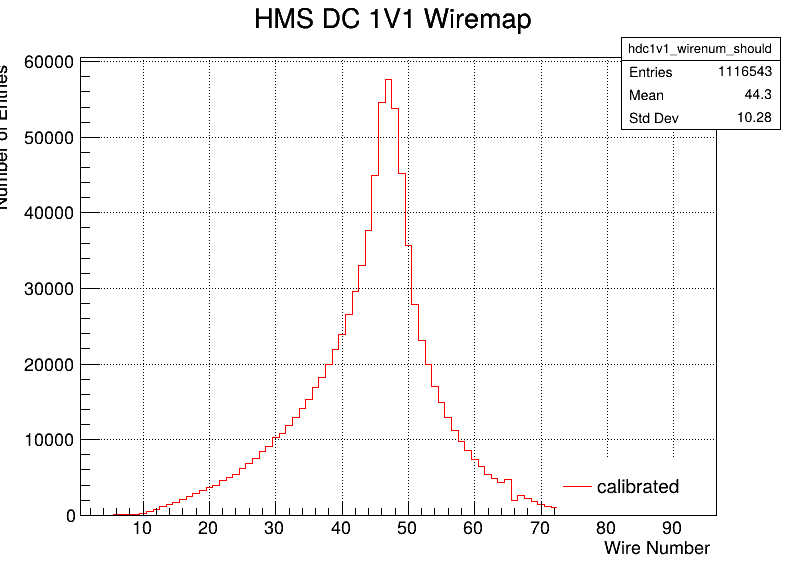 HMS DC 1V1 Wiremap
hdc1v1_wirenum_should
Entries 1116543
Mean 44.3
Std Dev 10.28
Number of Entries
60000
50000
40000
30000
20000
10000
0
calibrated
10 20 30 40 50 60 70 80 90
Wire Number